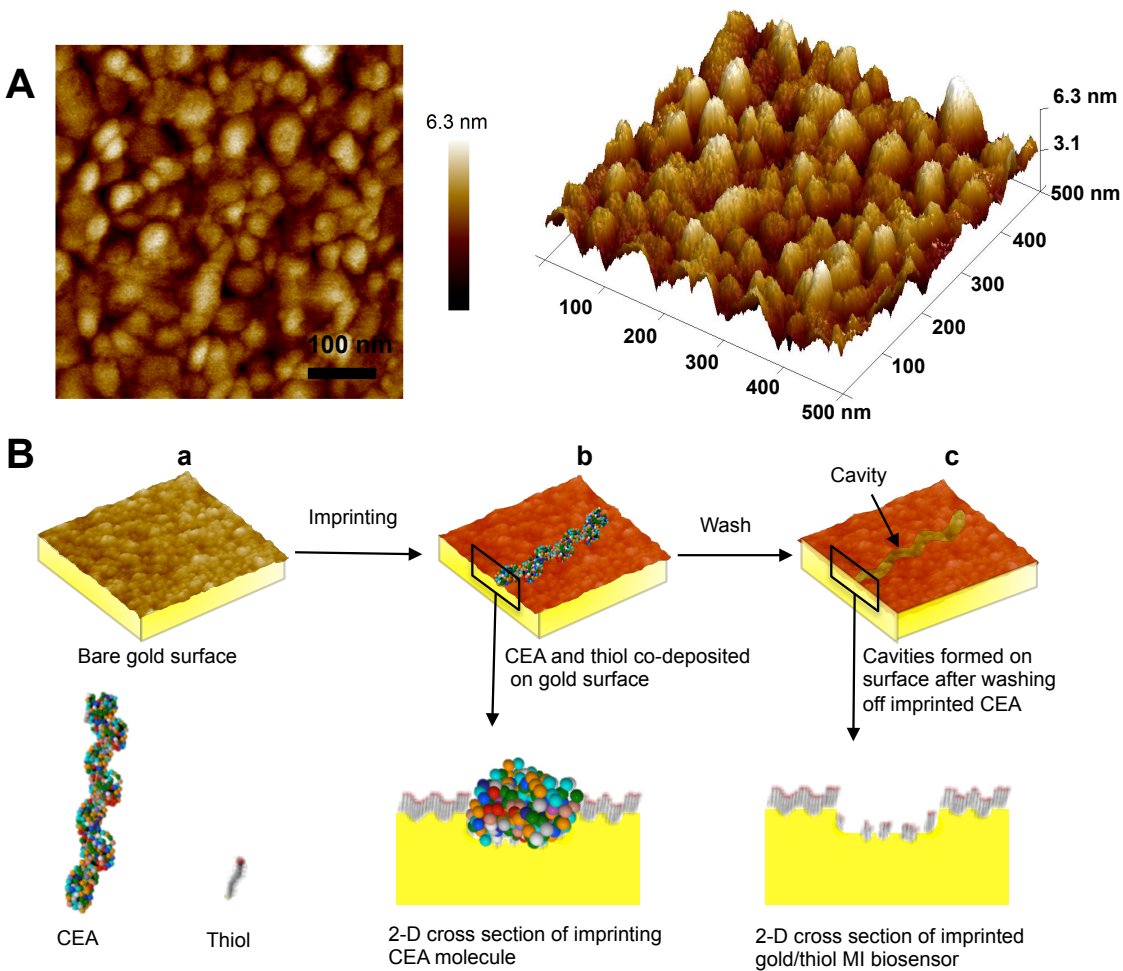 A
6.3 nm
100 nm
6.3 nm
3.1
500 nm
400
300
200
100
100
200
300
400
500 nm
B
a
b
c
Imprinting
Wash
Cavity
Bare gold surface
CEA and thiol co-deposited
on gold surface
Cavities formed on
surface after washing
off imprinted CEA
CEA
Thiol
2-D cross section of imprinting
CEA molecule
2-D cross section of imprinted
gold/thiol MI biosensor